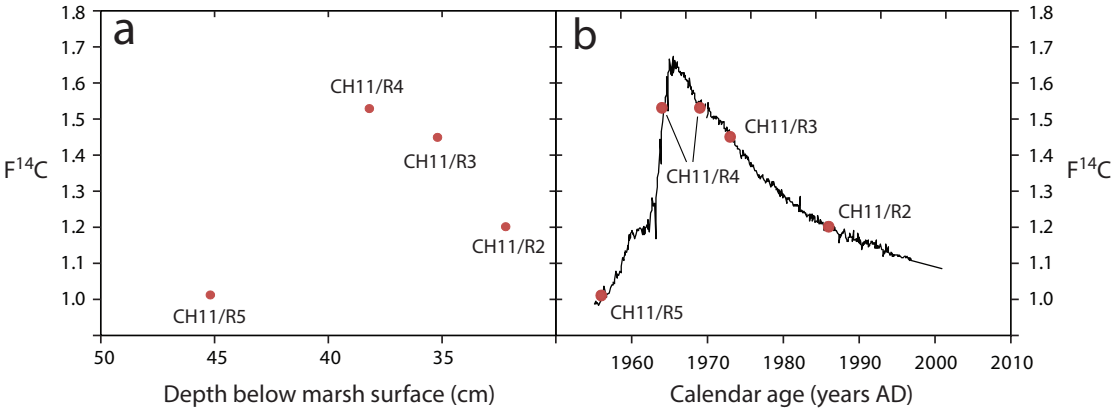 a
1.8
1.7
1.6
1.5
1.4
1.3
1.2
1.1
1.0
F14C
CH11/R4
CH11/R3
CH11/R2
CH11/R5
50
45
40
35
Depth below marsh surface (cm)
b
CH11/R3
CH11/R4
CH11/R2
CH11/R5
1960
1970
1980
1990
2000
2010
Calendar age (years AD)
1.8
1.7
1.6
1.5
1.4
1.3
1.2
1.1
1.0
F14C